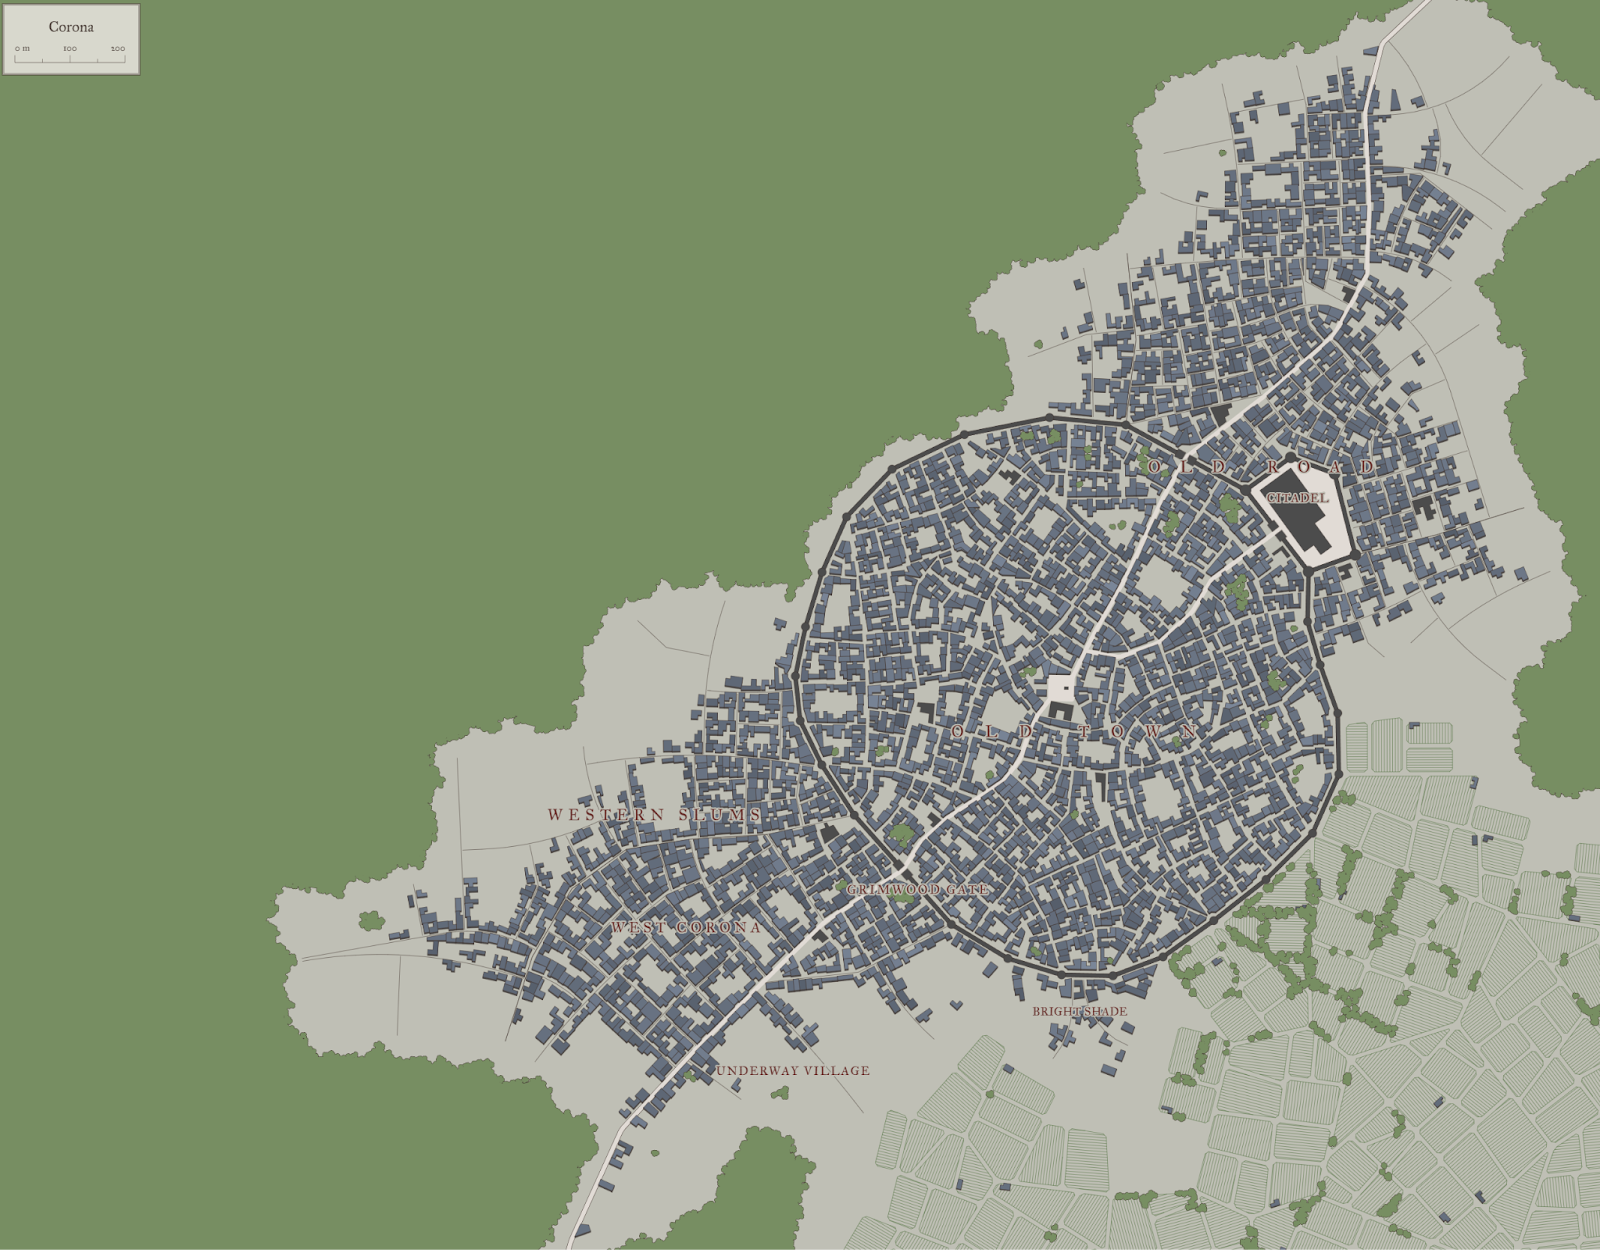 Corona
0 m 100 200
OLD ROAD
CITADEL
OLD TOWN
WESTERN SLUMS
GRIMWOOD GATE
WEST CORONA
BRIGHTSHADE
UNDERWAY VILLAGE